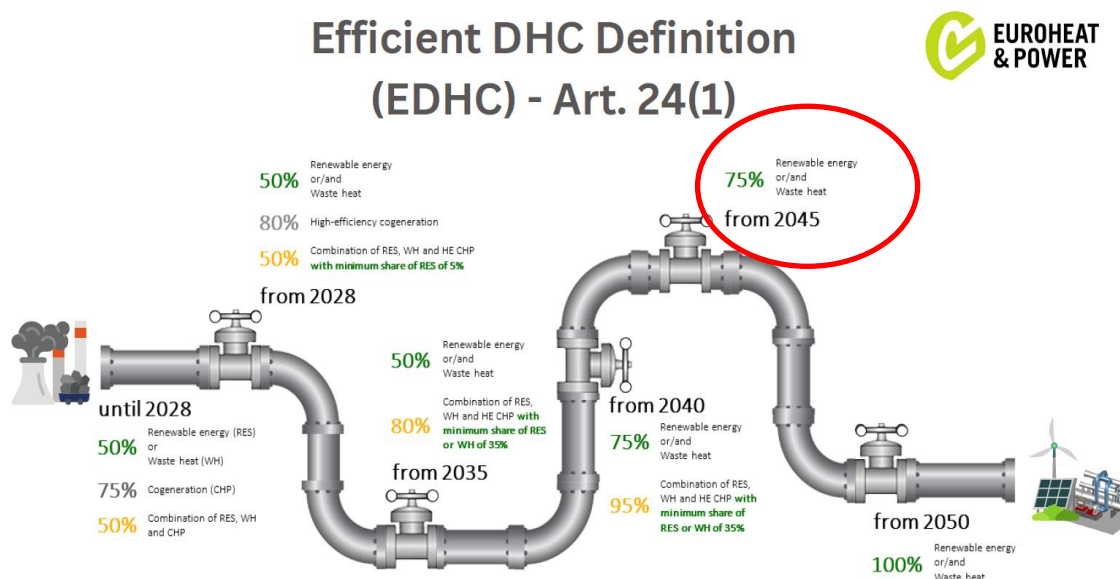 Efficient DHC Definition
(EDHC) - Art. 24(1)
EUROHEAT
& POWER
50%
Renewable energy
or/and
Waste heat
80%
High-efficiency cogeneration
50%
Combination of RES, WH and HE CHP
with minimum share of RES of 5%
from 2028
75%
Renewable energy
or/and
Waste heat
from 2045
until 2028
50%
Renewable energy (RES)
or
Waste heat (WH)
75%
Cogeneration (CHP)
50%
Combination of RES, WH
and CHP
50%
Renewable energy
or/and
Waste heat
80%
Combination of RES,
WH and HE CHP with
minimum share of RES
or WH of 35%
from 2035
from 2040
75%
Renewable energy
or/and
Waste heat
95%
Combination of RES,
WH and HE CHP with
minimum share of
RES or WH of 35%
from 2050
100%
Renewable energy
or/and
Waste heat